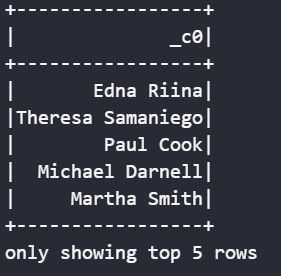 +-----------------+
|              _c0|
+-----------------+
|       Edna Riina|
|Theresa Samaniego|
|        Paul Cook|
|  Michael Darnell|
|     Martha Smith|
+-----------------+
only showing top 5 rows